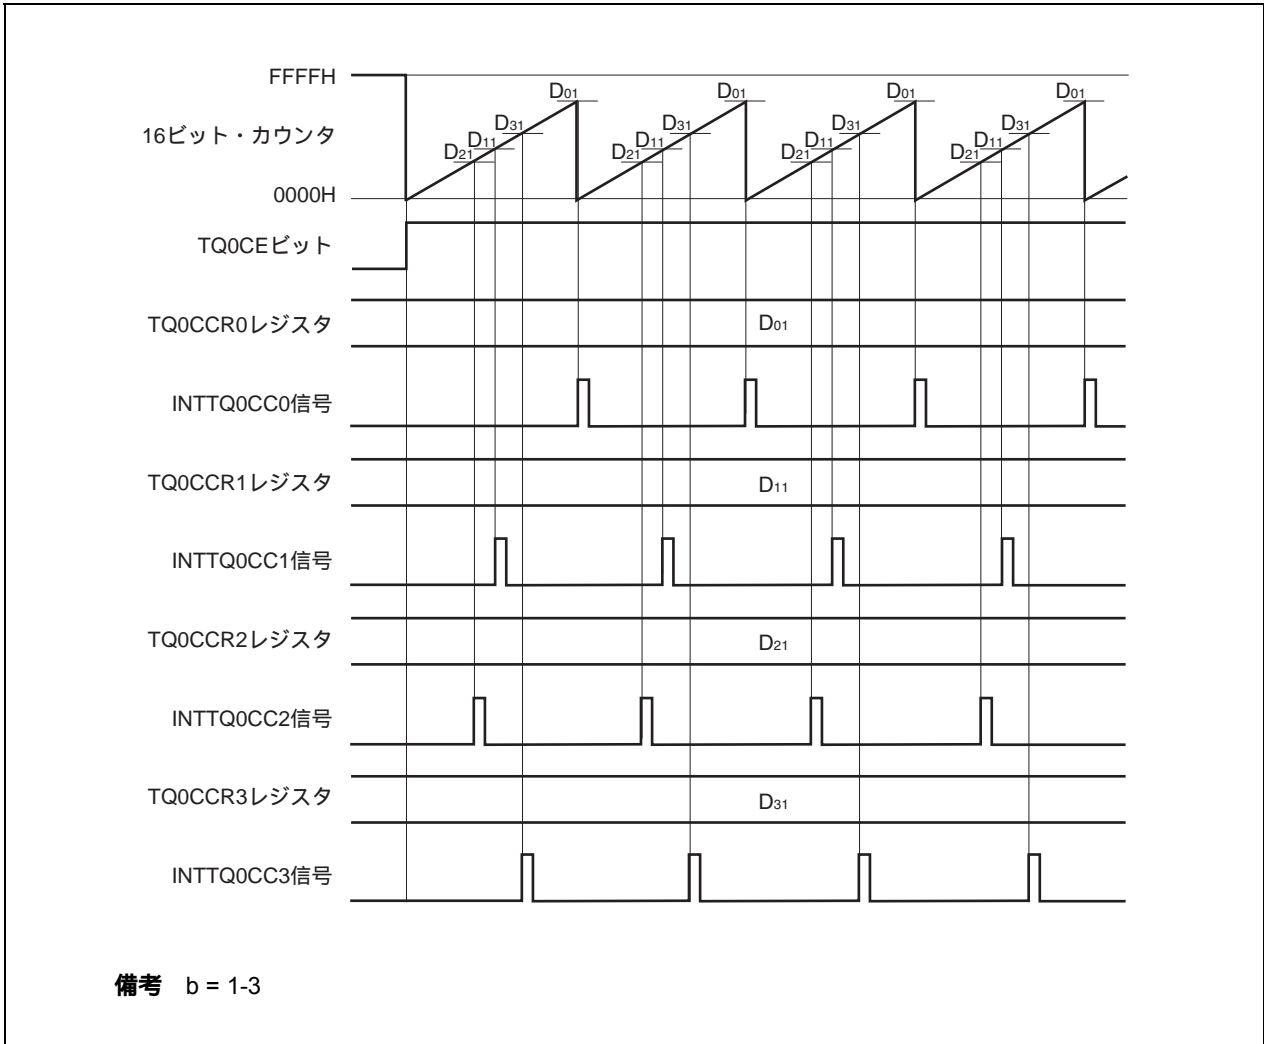 FFFFH
D01 D01 D01 D01
16ビット・カウンタ
D31 D31 D31 D31
D11 D11 D11 D11
D21 D21 D21 D21
0000H
TQ0CEビット
TQ0CCR0レジスタ D01
INTTQ0CC0信号
TQ0CCR1レジスタ D11
INTTQ0CC1信号
TQ0CCR2レジスタ D21
INTTQ0CC2信号
TQ0CCR3レジスタ D31
INTTQ0CC3信号
備考 b = 1-3